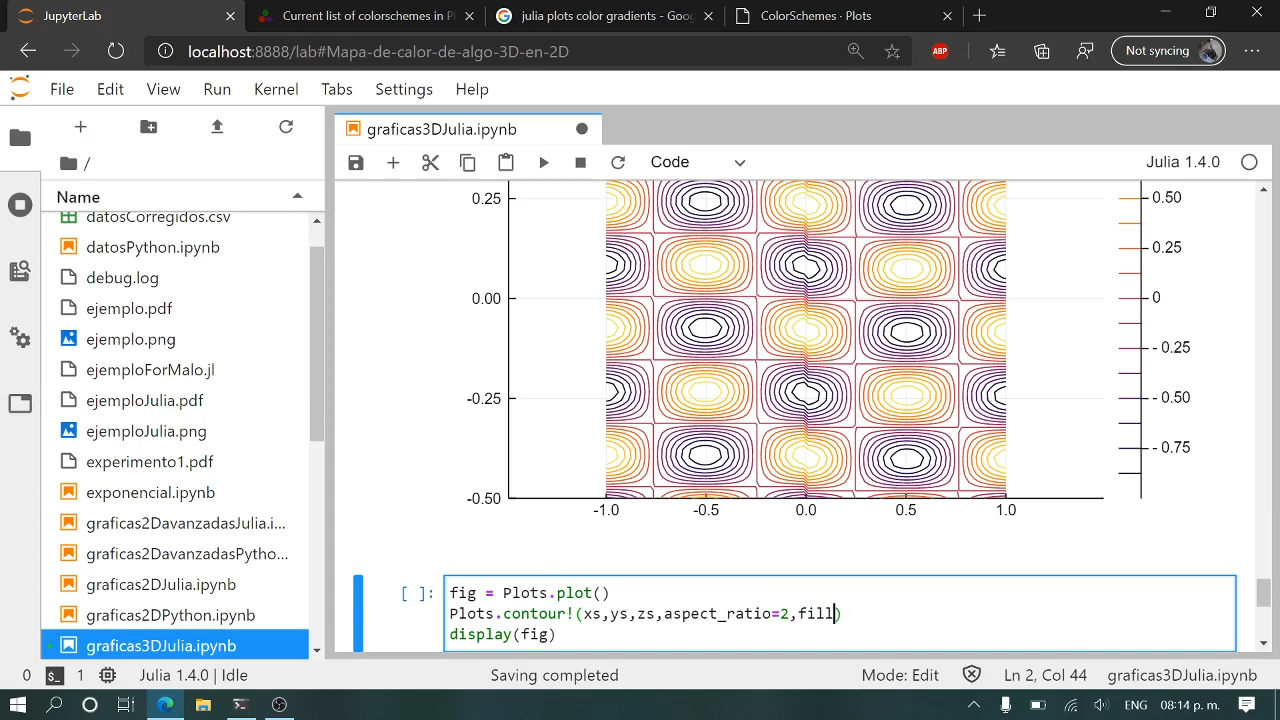 JupyterLab
Current list of colorschemes in P
julia plots color gradients - Goog
ColorSchemes · Plots
localhost:8888/lab#Mapa-de-calor-de-algo-3D-en-2D
ABP
Not syncing
File Edit View Run Kernel Tabs Settings Help
graficas3DJulia.ipynb
/
Code
Julia 1.4.0
Name
datosCorregidos.csv
datosPython.ipynb
debug.log
ejemplo.pdf
ejemplo.png
ejemploForMalo.jl
ejemploJulia.pdf
ejemploJulia.png
experimento1.pdf
exponencial.ipynb
graficas2DavanzadasJulia.i...
graficas2DavanzadasPytho...
graficas2DJulia.ipynb
graficas2DPython.ipynb
graficas3DJulia.ipynb
0.25
0.00
-0.25
-0.50
-1.0 -0.5 0.0 0.5 1.0
0.50
0.25
0
- 0.25
- 0.50
- 0.75
[ ]:
fig = Plots.plot()
Plots.contour!(xs,ys,zs,aspect_ratio=2,fill)
display(fig)
0 $_ 1 Julia 1.4.0 | Idle
Saving completed
Mode: Edit
Ln 2, Col 44
graficas3DJulia.ipynb
ENG
08:14 p. m.